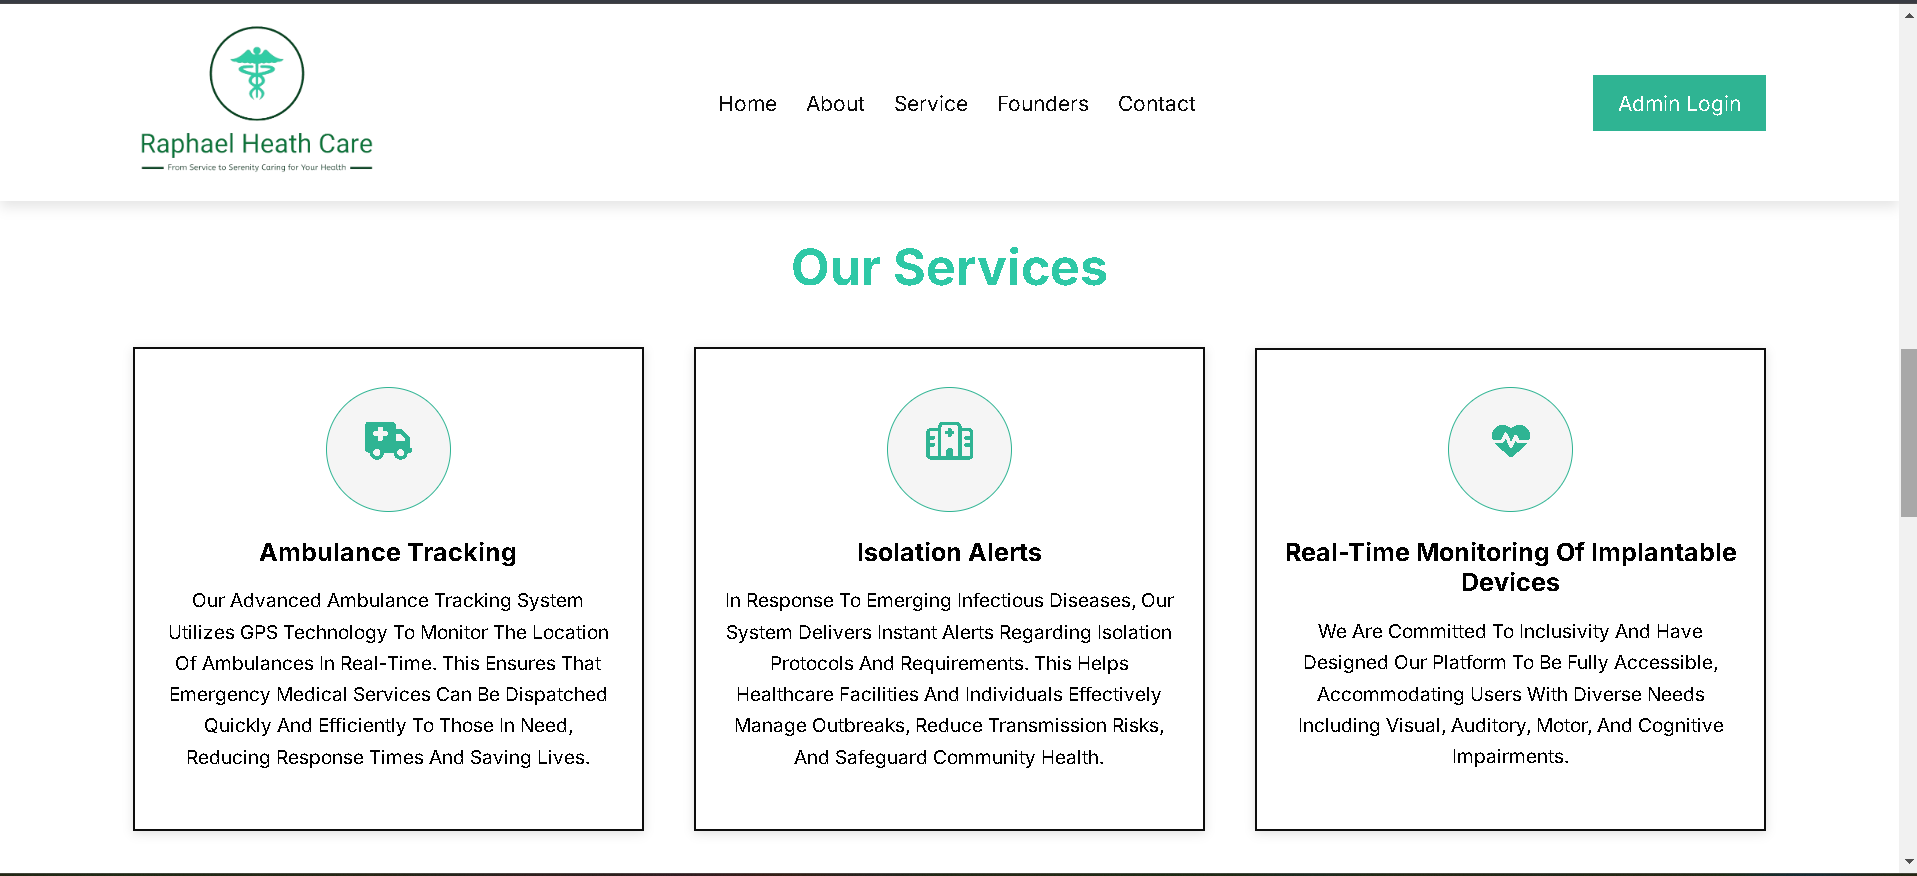 Raphael Heath Care
From Service to Serenity Caring for Your Health
Home About Service Founders Contact
Admin Login
Our Services
Ambulance Tracking
Our Advanced Ambulance Tracking System
Utilizes GPS Technology To Monitor The Location
Of Ambulances In Real-Time. This Ensures That
Emergency Medical Services Can Be Dispatched
Quickly And Efficiently To Those In Need,
Reducing Response Times And Saving Lives.
Isolation Alerts
In Response To Emerging Infectious Diseases, Our
System Delivers Instant Alerts Regarding Isolation
Protocols And Requirements. This Helps
Healthcare Facilities And Individuals Effectively
Manage Outbreaks, Reduce Transmission Risks,
And Safeguard Community Health.
Real-Time Monitoring Of Implantable
Devices
We Are Committed To Inclusivity And Have
Designed Our Platform To Be Fully Accessible,
Accommodating Users With Diverse Needs
Including Visual, Auditory, Motor, And Cognitive
Impairments.